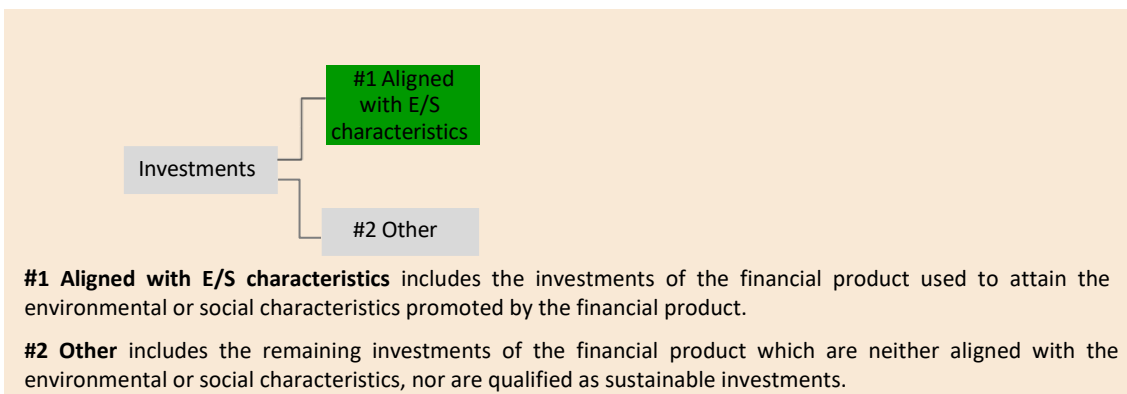 #1 Aligned
with E/S
characteristics
Investments
#2 Other
#1 Aligned with E/S characteristics includes the investments of the financial product used to attain the
environmental or social characteristics promoted by the financial product.
#2 Other includes the remaining investments of the financial product which are neither aligned with the
environmental or social characteristics, nor are qualified as sustainable investments.